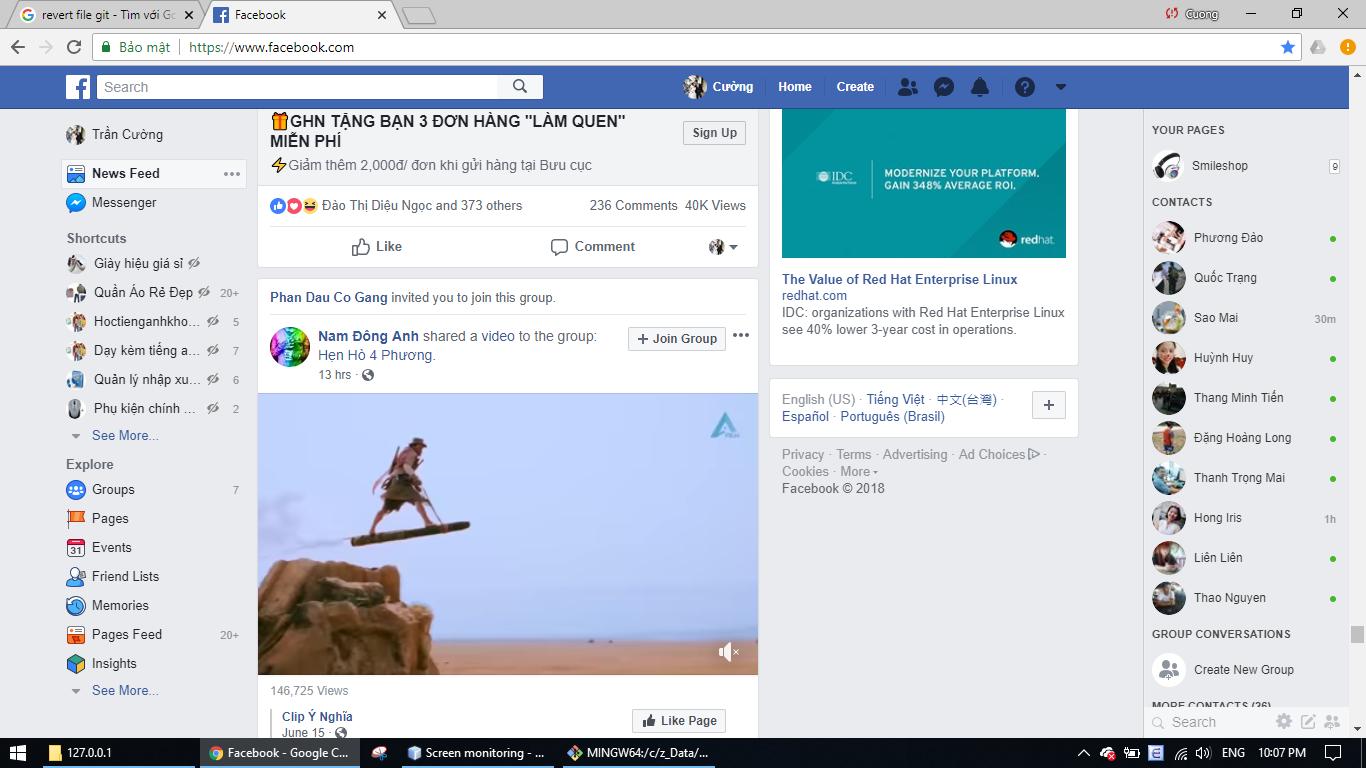 revert file git - Tìm với Go
Facebook
Cuong
Bảo mật
https://www.facebook.com
Search
Cường
Home
Create
Trần Cường
News Feed
Messenger
Shortcuts
Giày hiệu giá sỉ
Quần Áo Rẻ Đẹp 20+
Hoctienganhkho... 5
Dạy kèm tiếng a... 7
Quản lý nhập xu... 6
Phụ kiện chính ... 2
See More...
Explore
Groups 7
Pages
31 Events
Friend Lists
Memories
Pages Feed 20+
Insights
See More...
GHN TẶNG BẠN 3 ĐƠN HÀNG "LÀM QUEN"
MIỄN PHÍ
Sign Up
Giảm thêm 2,000đ/ đơn khi gửi hàng tại Bưu cục
Đào Thị Diệu Ngọc and 373 others
236 Comments 40K Views
Like
Comment
Phan Dau Co Gang invited you to join this group.
Nam Đông Anh shared a video to the group:
Hẹn Hò 4 Phương.
+ Join Group
13 hrs ·
146,725 Views
Clip Ý Nghĩa
June 15 ·
Like Page
IDC
MODERNIZE YOUR PLATFORM.
GAIN 348% AVERAGE ROI.
redhat.
The Value of Red Hat Enterprise Linux
redhat.com
IDC: organizations with Red Hat Enterprise Linux
see 40% lower 3-year cost in operations.
English (US) · Tiếng Việt · 中文(台灣) ·
Español · Português (Brasil)
+
Privacy · Terms · Advertising · Ad Choices ·
Cookies · More
Facebook © 2018
YOUR PAGES
Smileshop 9
CONTACTS
Phương Đào
Quốc Trạng
Sao Mai 30m
Huỳnh Huy
Thang Minh Tiến
Đặng Hoàng Long
Thanh Trọng Mai
Hong Iris 1h
Liên Liên
Thao Nguyen
GROUP CONVERSATIONS
Create New Group
MORE CONTACTS (26)
Search
127.0.0.1
Facebook - Google C...
Screen monitoring - ...
MINGW64:/c/z_Data/...
E
ENG
10:07 PM